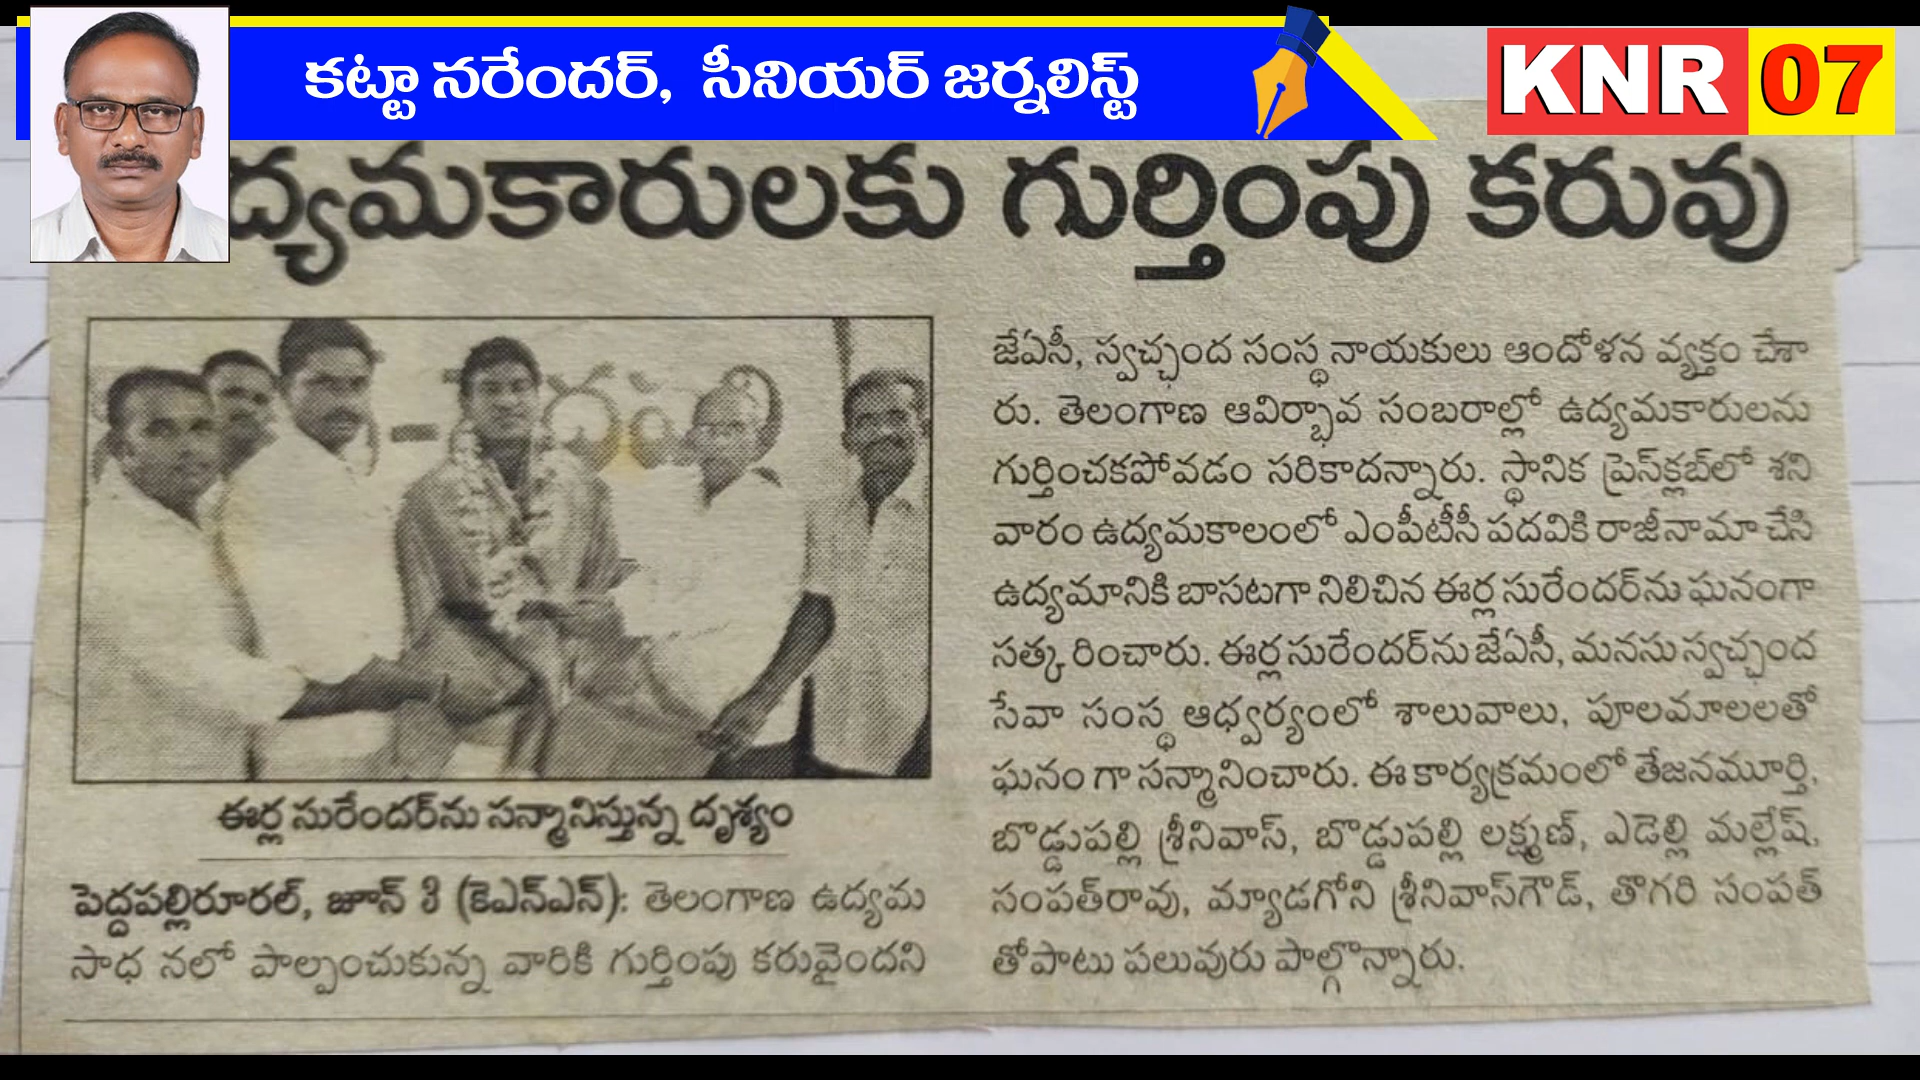 కట్టా నరేందర్, సీనియర్ జర్నలిస్ట్
KNR 07
ద్యమకారులకు గుర్తింపు కరువు
ఈర్ల సురేందర్‌ను సన్మానిస్తున్న దృశ్యం
పెద్దపల్లిరూరల్, జూన్ 3 (కెఎన్ఎన్): తెలంగాణ ఉద్యమ
సాధ నలో పాల్పంచుకున్న వారికి గుర్తింపు కరువైందని
జేఏసీ, స్వచ్ఛంద సంస్థ నాయకులు ఆందోళన వ్యక్తం చేశా
రు. తెలంగాణ ఆవిర్భావ సంబరాల్లో ఉద్యమకారులను
గుర్తించకపోవడం సరికాదన్నారు. స్థానిక ప్రెస్‌క్లబ్‌లో శని
వారం ఉద్యమకాలంలో ఎంపీటీసీ పదవికి రాజీనామా చేసి
ఉద్యమానికి బాసటగా నిలిచిన ఈర్ల సురేందర్‌ను ఘనంగా
సత్క రించారు. ఈర్ల సురేందర్‌ను జేఏసీ, మనసు స్వచ్ఛంద
సేవా సంస్థ ఆధ్వర్యంలో శాలువాలు, పూలమాలలతో
ఘనం గా సన్మానించారు. ఈ కార్యక్రమంలో తేజనమూర్తి,
బొడ్డుపల్లి శ్రీనివాస్, బొడ్డుపల్లి లక్ష్మణ్, ఎడెల్లి మల్లేష్,
సంపత్‌రావు, మ్యాడగోని శ్రీనివాస్‌గౌడ్, తొగరి సంపత్
తోపాటు పలువురు పాల్గొన్నారు.